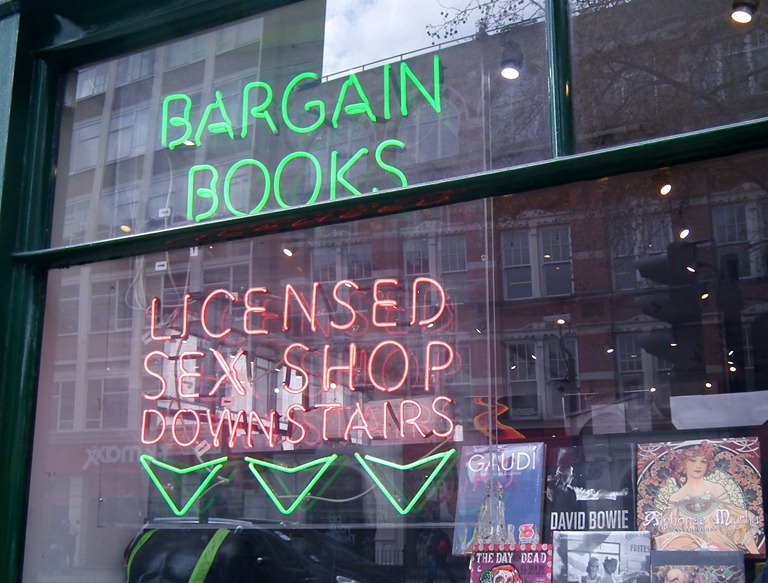 BARGAIN
BOOKS
LICENSED
SEX SHOP
DOWNSTAIRS
GAUDI
DAVID BOWIE
Alphonse Mucha
THE DAY DEAD